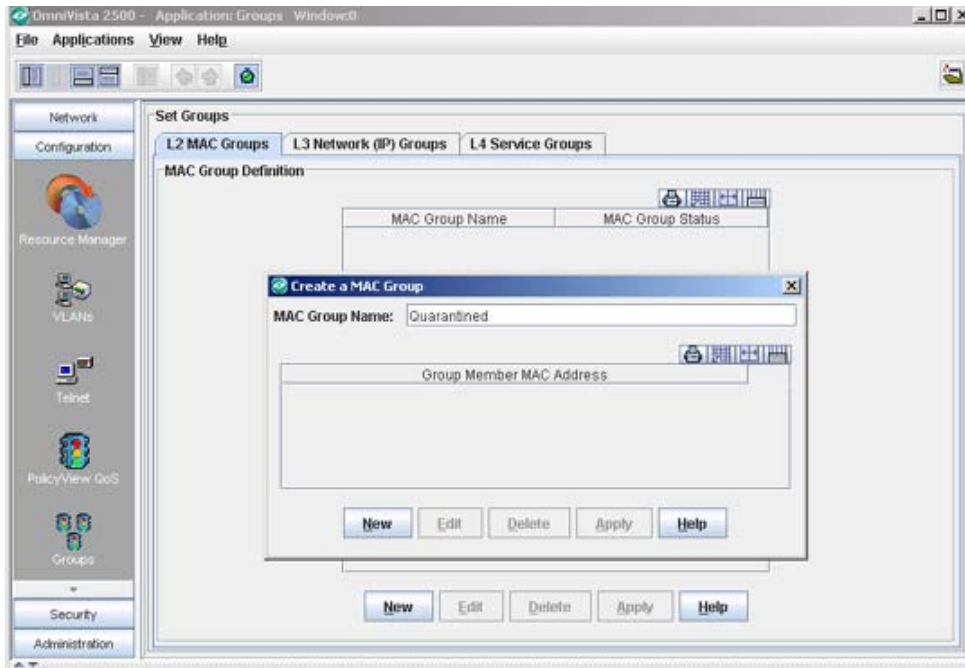 OmniVista 2500 - Application: Groups Window:0
File Applications View Help
Network
Configuration
Resource Manager
VLANs
Telnet
PolicyView QoS
Groups
Security
Administration
Set Groups
L2 MAC Groups L3 Network (IP) Groups L4 Service Groups
MAC Group Definition
MAC Group Name MAC Group Status
Create a MAC Group
MAC Group Name: Quarantined
Group Member MAC Address
New Edit Delete Apply Help
New Edit Delete Apply Help